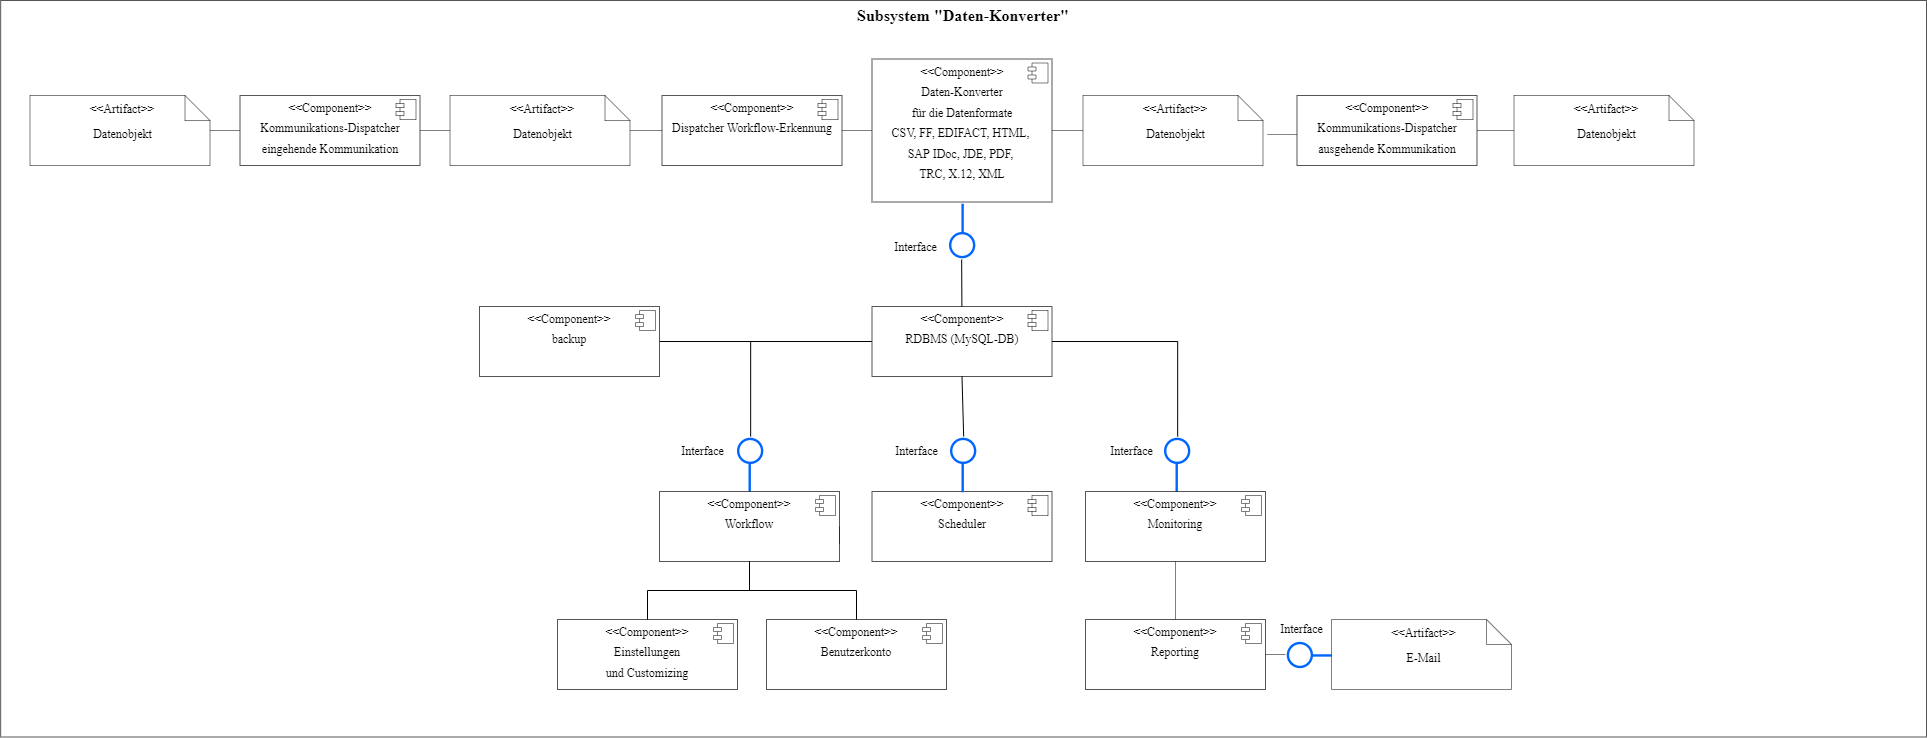 Subsystem "Daten-Konverter"
<<Artifact>>
Datenobjekt
<<Component>>
Kommunikations-Dispatcher
eingehende Kommunikation
<<Artifact>>
Datenobjekt
<<Component>>
Dispatcher Workflow-Erkennung
<<Component>>
Daten-Konverter
für die Datenformate
CSV, FF, EDIFACT, HTML,
SAP IDoc, JDE, PDF,
TRC, X.12, XML
<<Artifact>>
Datenobjekt
<<Component>>
Kommunikations-Dispatcher
ausgehende Kommunikation
<<Artifact>>
Datenobjekt
Interface
<<Component>>
backup
<<Component>>
RDBMS (MySQL-DB)
Interface
Interface
Interface
<<Component>>
Workflow
<<Component>>
Scheduler
<<Component>>
Monitoring
<<Component>>
Einstellungen
und Customizing
<<Component>>
Benutzerkonto
<<Component>>
Reporting
Interface
<<Artifact>>
E-Mail